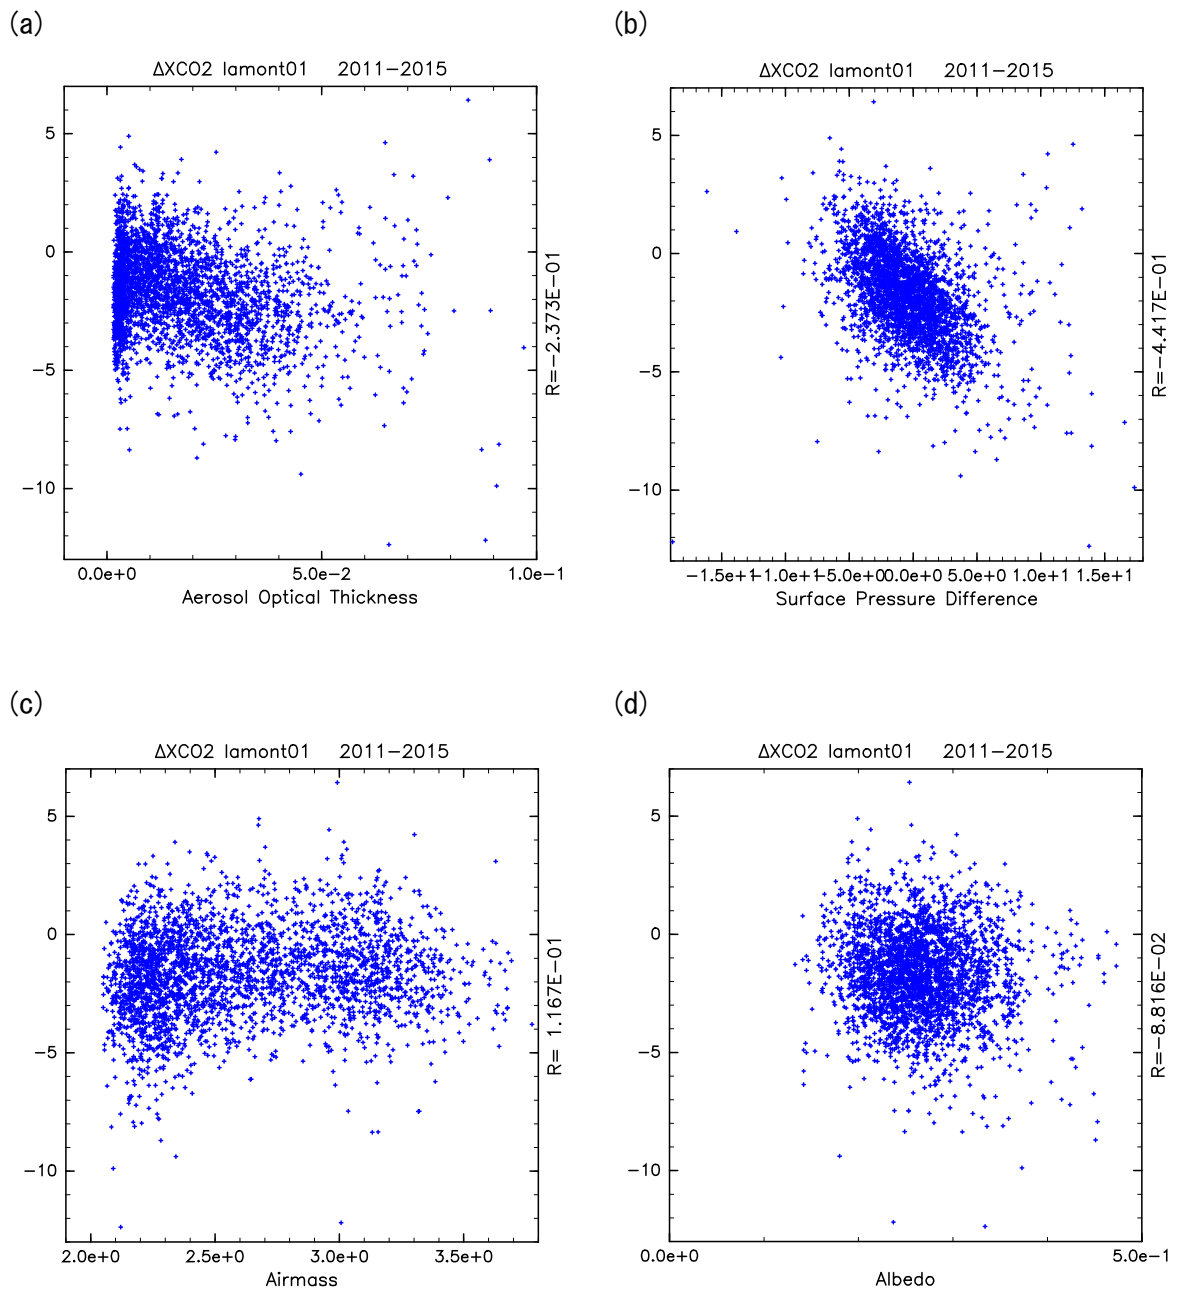 (a)
ΔXCO2 lamont01 2011−2015
5
0
−5
−10
0.0e+0 5.0e−2 1.0e−1
Aerosol Optical Thickness
R=−2.373E−01
(b)
ΔXCO2 lamont01 2011−2015
5
0
−5
−10
−1.5e+1−1.0e+1−5.0e+00.0e+0 5.0e+0 1.0e+1 1.5e+1
Surface Pressure Difference
R=−4.417E−01
(c)
ΔXCO2 lamont01 2011−2015
5
0
−5
−10
2.0e+0 2.5e+0 3.0e+0 3.5e+0
Airmass
R= 1.167E−01
(d)
ΔXCO2 lamont01 2011−2015
5
0
−5
−10
0.0e+0 5.0e−1
Albedo
R=−8.816E−02